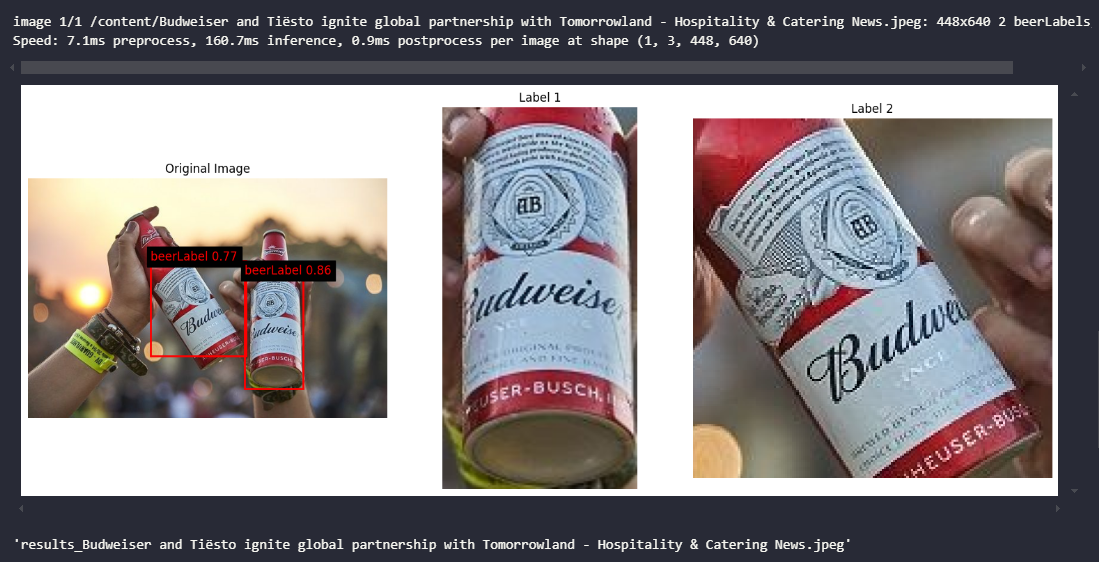 image 1/1 /content/Budweiser and Tiësto ignite global partnership with Tomorrowland - Hospitality & Catering News.jpeg: 448x640 2 beerLabels
Speed: 7.1ms preprocess, 160.7ms inference, 0.9ms postprocess per image at shape (1, 3, 448, 640)
Original Image
beerLabel 0.77
beerLabel 0.86
Budwe
Budweise
Label 1
AB
Budweiser
EUSER-BUSCH, I
Label 2
AB
Budwei
HEUSER-BUS
'results_Budweiser and Tiësto ignite global partnership with Tomorrowland - Hospitality & Catering News.jpeg'